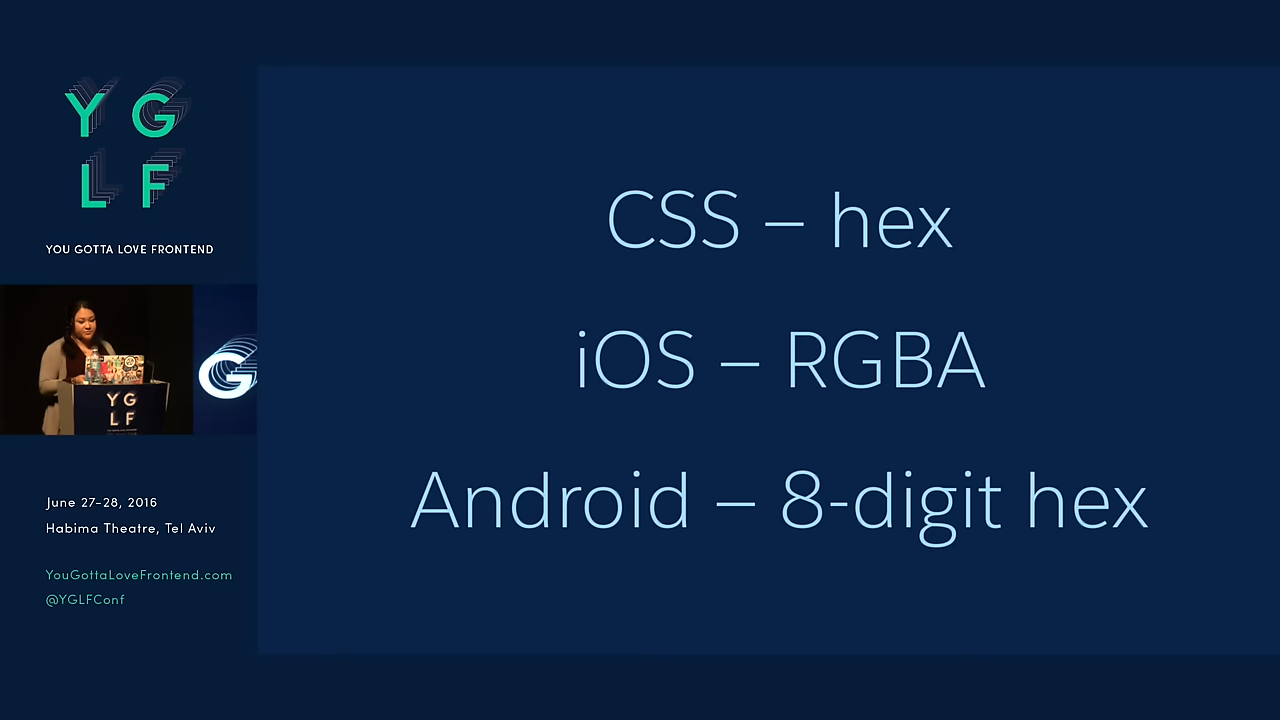 Y G
L F
YOU GOTTA LOVE FRONTEND
CSS – hex
iOS – RGBA
Android – 8-digit hex
G
Y G
L F
June 27-28, 2016
Habima Theatre, Tel Aviv
YouGottaLoveFrontend.com
@YGLFConf